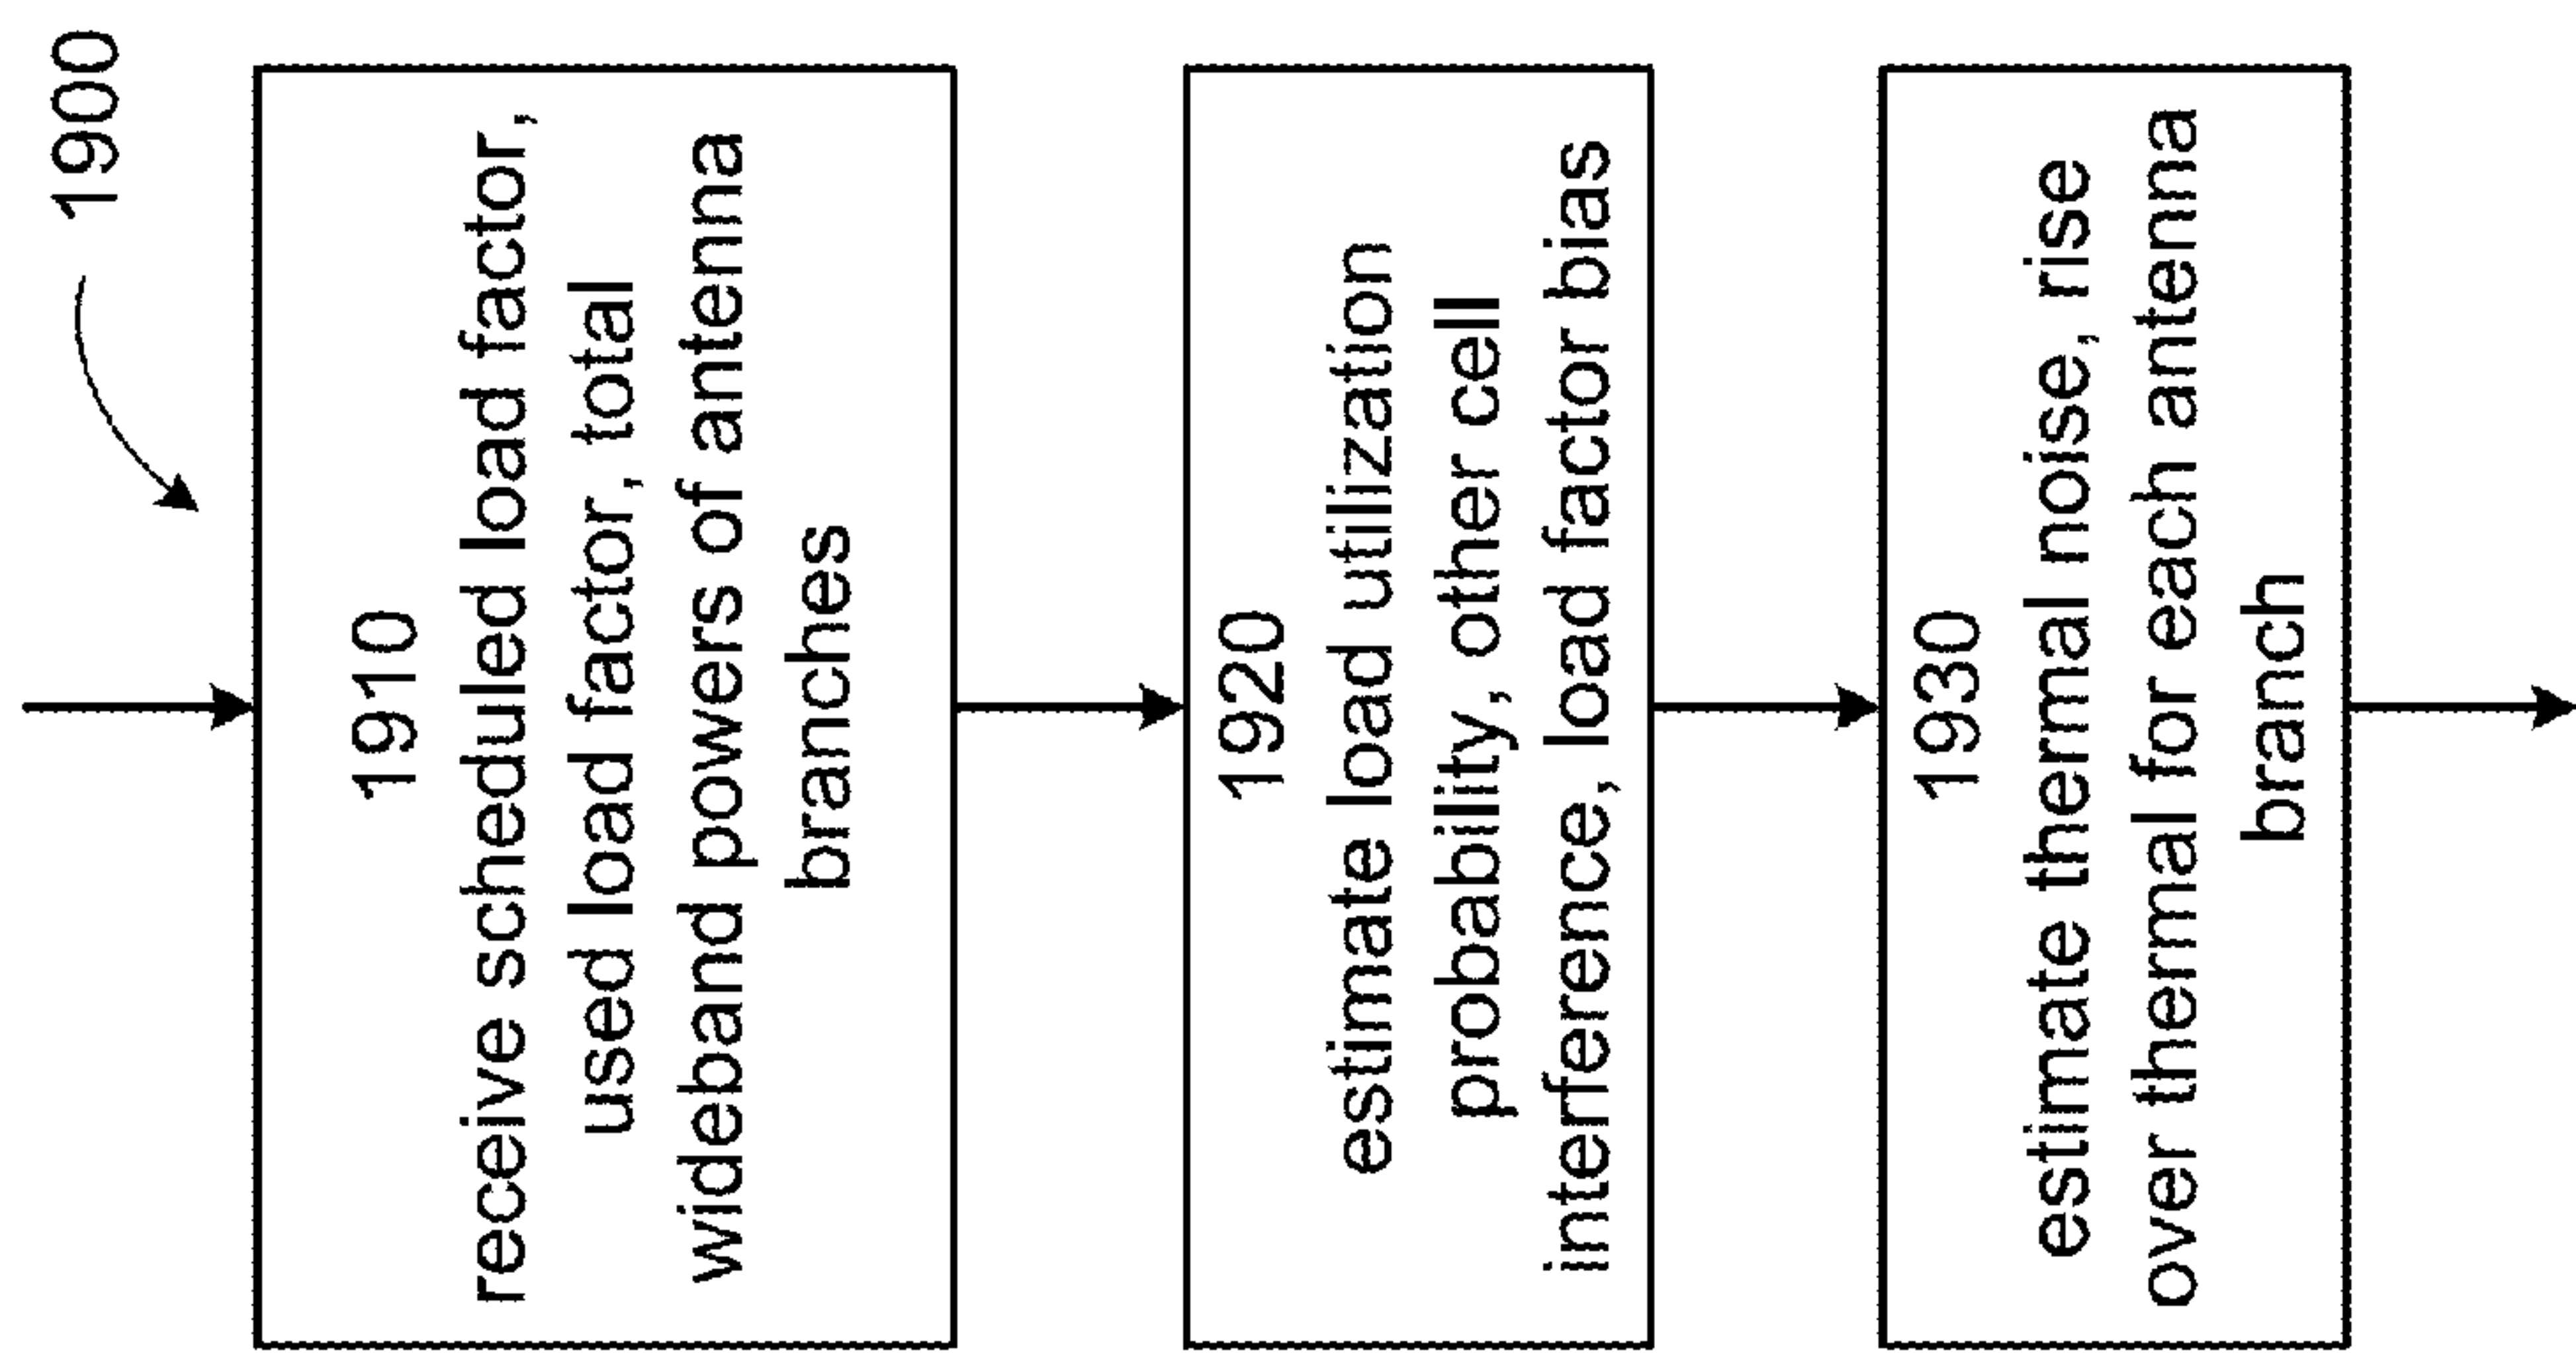 1900
1910
receive scheduled load factor,
used load factor, total
wideband powers of antenna
branches
1920
estimate load utilization
probability, other cell
interference, load factor bias
1930
estimate thermal noise, rise
over thermal for each antenna
branch